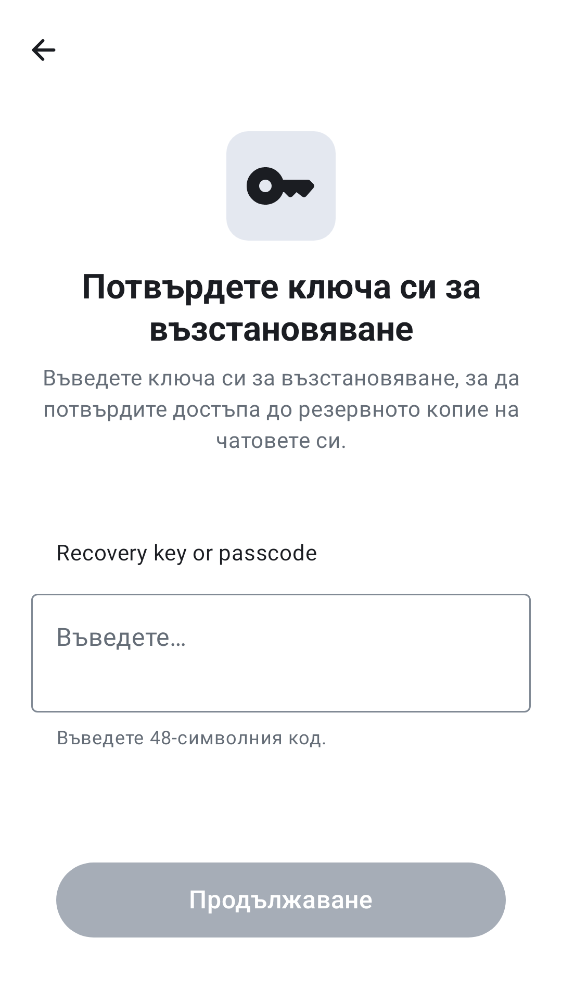 Потвърдете ключа си за
възстановяване
Въведете ключа си за възстановяване, за да
потвърдите достъпа до резервното копие на
чатовете си.
Recovery key or passcode
Въведете…
Въведете 48-символния код.
Продължаване